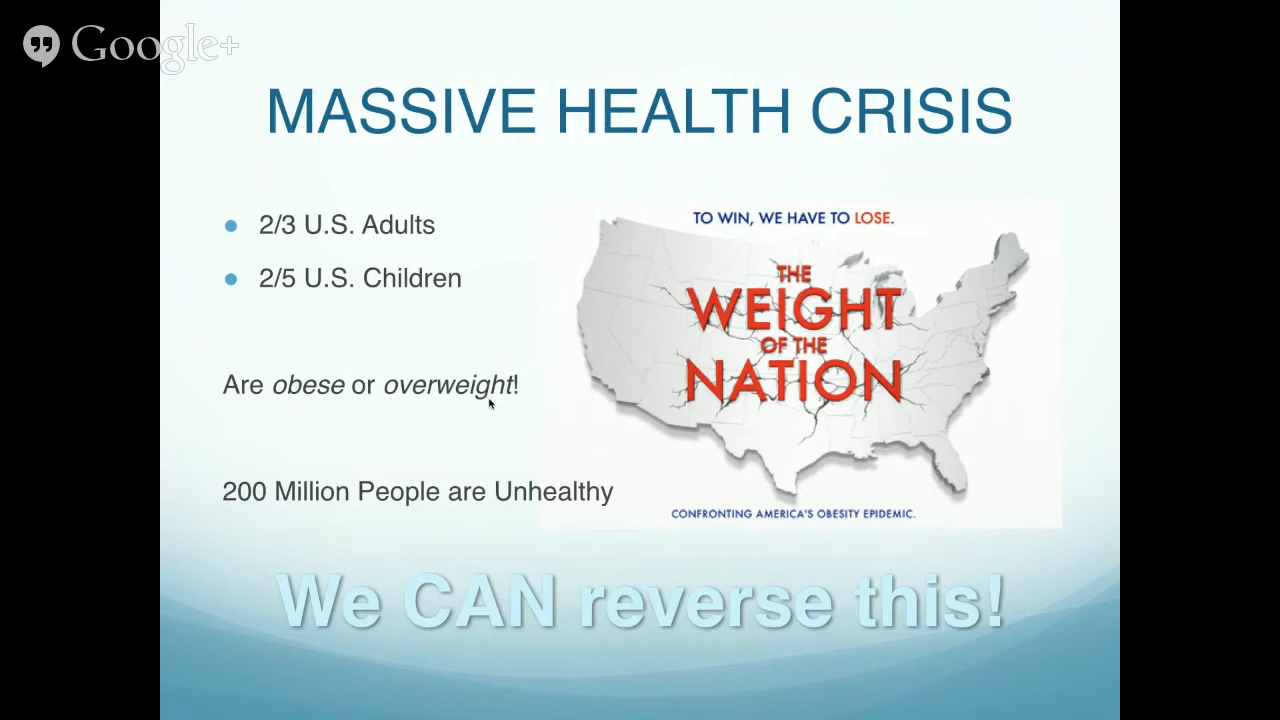 Google+
MASSIVE HEALTH CRISIS
2/3 U.S. Adults
2/5 U.S. Children
Are obese or overweight!
200 Million People are Unhealthy
TO WIN, WE HAVE TO LOSE.
THE
WEIGHT
OF THE
NATION
CONFRONTING AMERICA'S OBESITY EPIDEMIC.
We CAN reverse this!